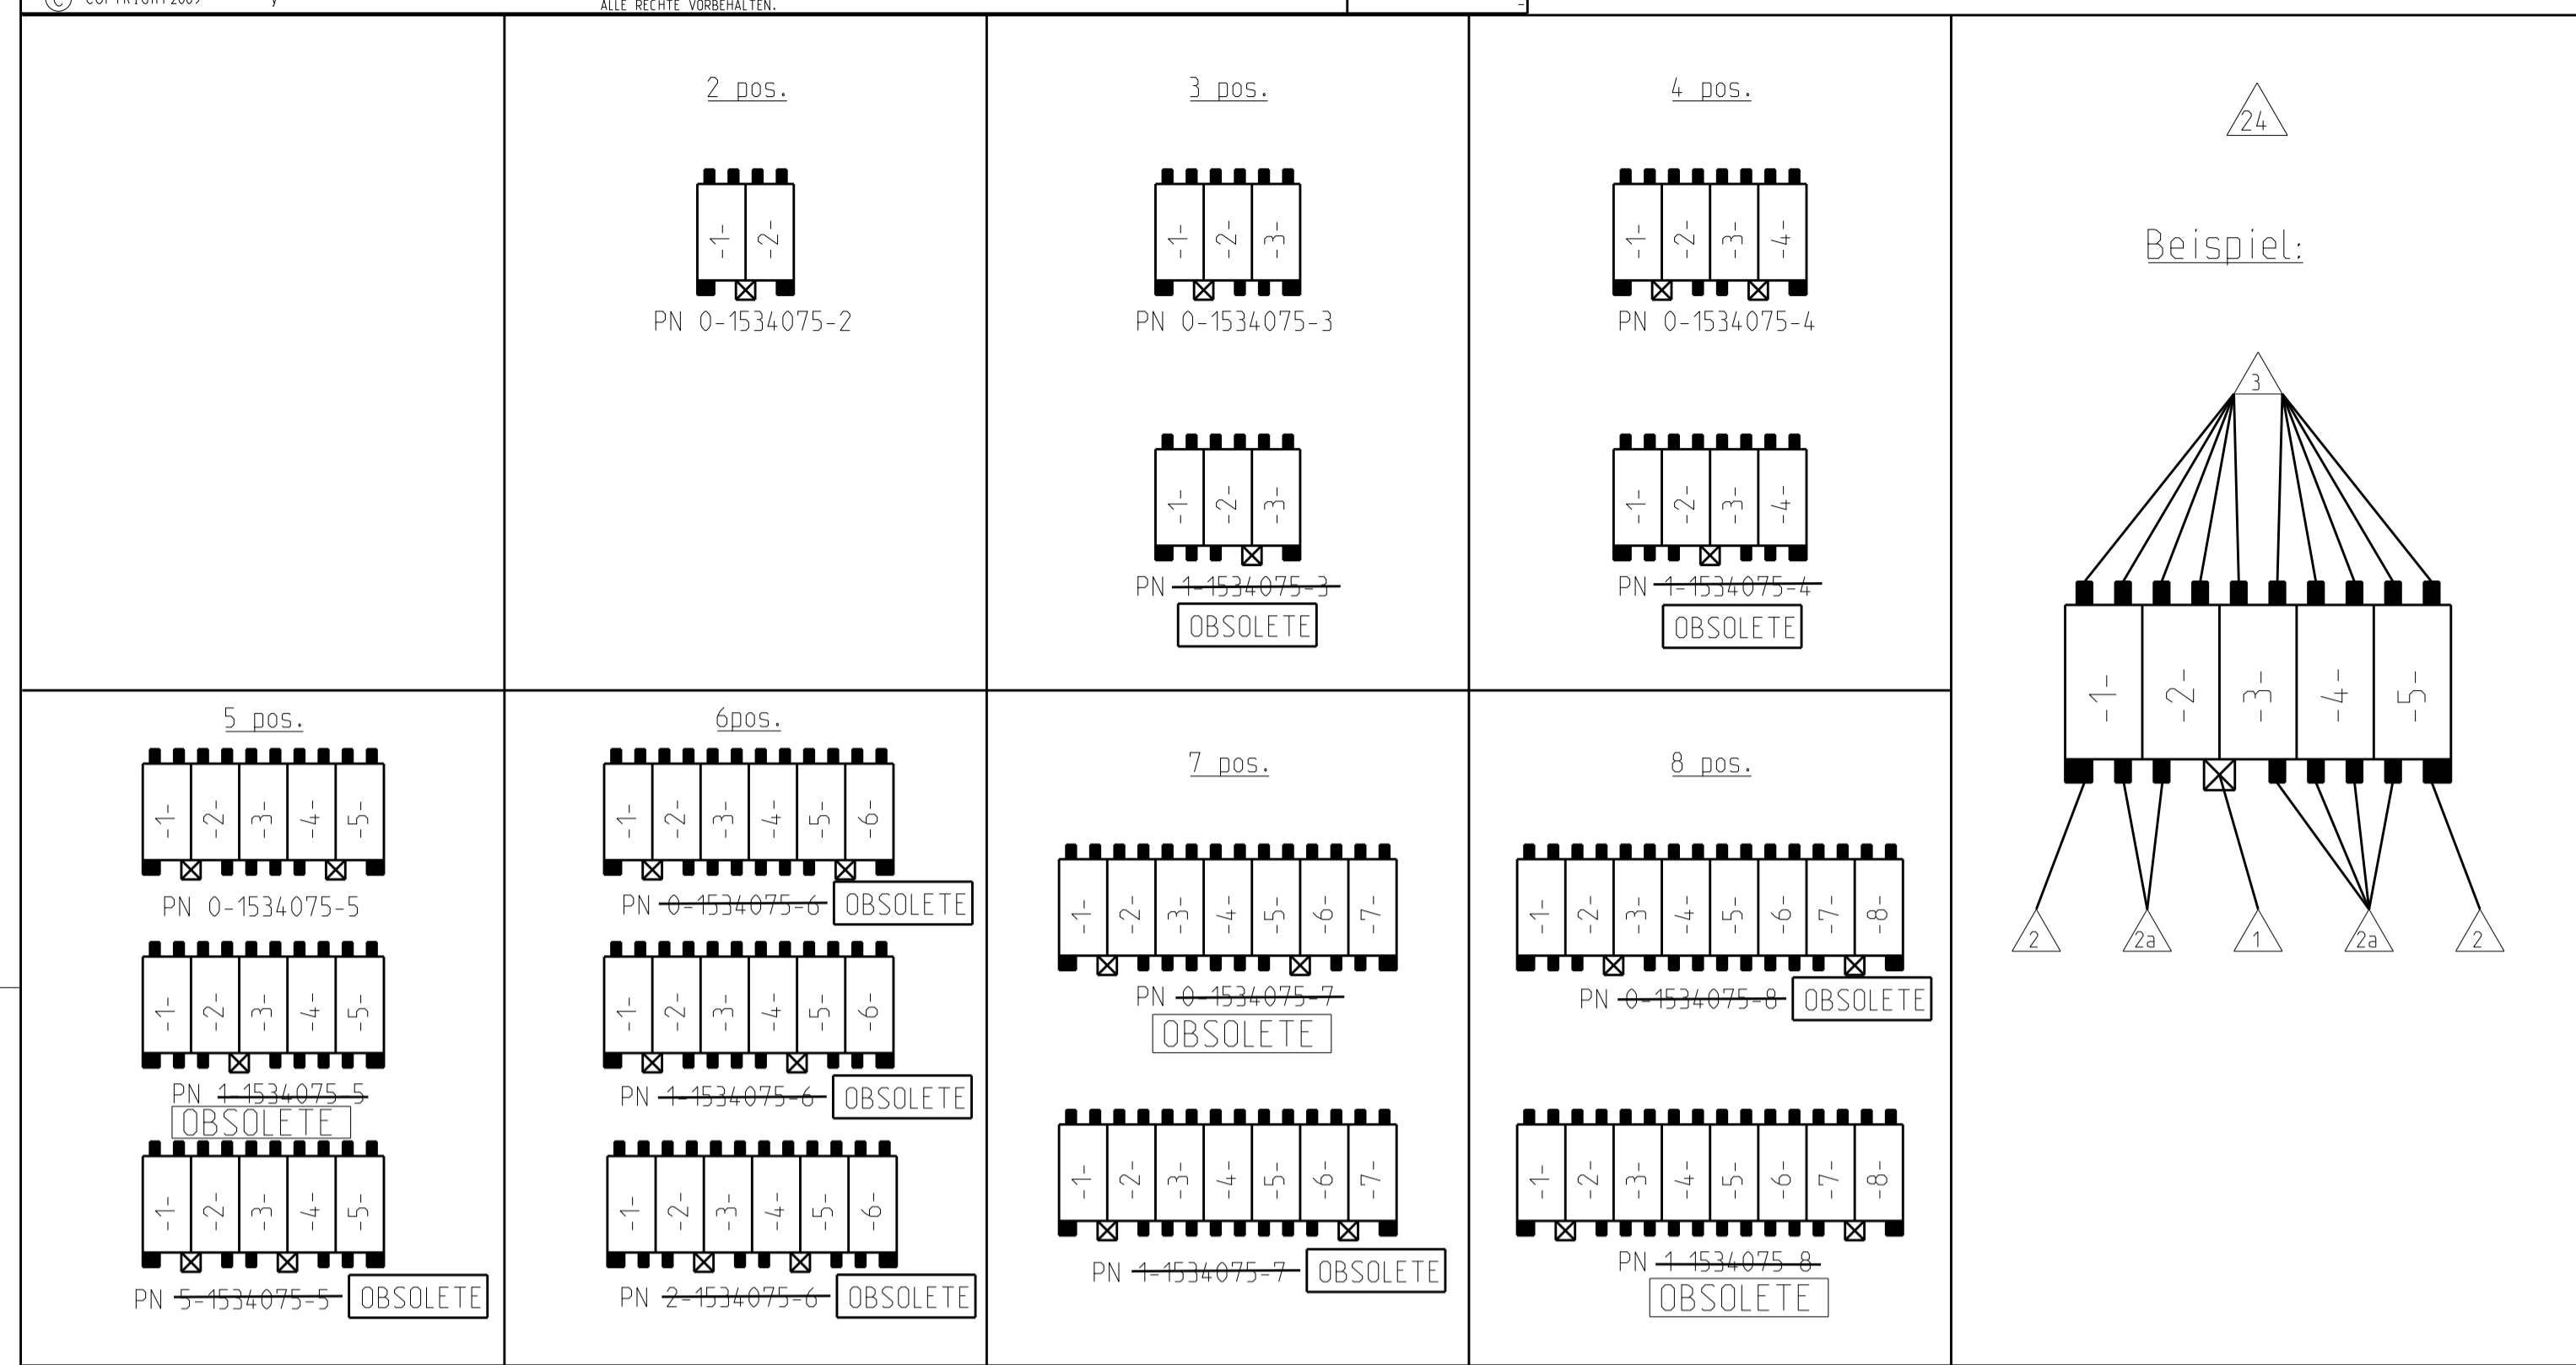 COPYRIGHT2009 y
ALLE RECHTE VORBEHALTEN.
-
2 pos.
-1- -2-
PN 0-1534075-2
3 pos.
-1- -2- -3-
PN 0-1534075-3
-1- -2- -3-
PN 1-1534075-3
OBSOLETE
4 pos.
-1- -2- -3- -4-
PN 0-1534075-4
-1- -2- -3- -4-
PN 1-1534075-4
OBSOLETE
5 pos.
-1- -2- -3- -4- -5-
PN 0-1534075-5
-1- -2- -3- -4- -5-
PN 1-1534075-5
OBSOLETE
-1- -2- -3- -4- -5-
PN 5-1534075-5 OBSOLETE
6pos.
-1- -2- -3- -4- -5- -6-
PN 0-1534075-6 OBSOLETE
-1- -2- -3- -4- -5- -6-
PN 1-1534075-6 OBSOLETE
-1- -2- -3- -4- -5- -6-
PN 2-1534075-6 OBSOLETE
7 pos.
-1- -2- -3- -4- -5- -6- -7-
PN 0-1534075-7
OBSOLETE
-1- -2- -3- -4- -5- -6- -7-
PN 1-1534075-7 OBSOLETE
8 pos.
-1- -2- -3- -4- -5- -6- -7- -8-
PN 0-1534075-8 OBSOLETE
-1- -2- -3- -4- -5- -6- -7- -8-
PN 1-1534075-8
OBSOLETE
24
Beispiel:
3
-1- -2- -3- -4- -5-
2 2a 1 2a 2